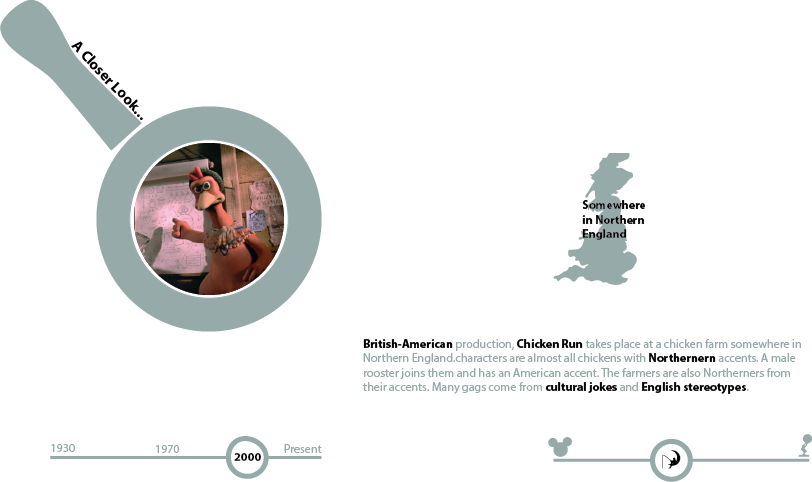 A Closer Look...
Somewhere
in Northern
England
British-American production, Chicken Run takes place at a chicken farm somewhere in
Northern England.characters are almost all chickens with Northernern accents. A male
rooster joins them and has an American accent. The farmers are also Northerners from
their accents. Many gags come from cultural jokes and English stereotypes.
1930
1970
2000
Present